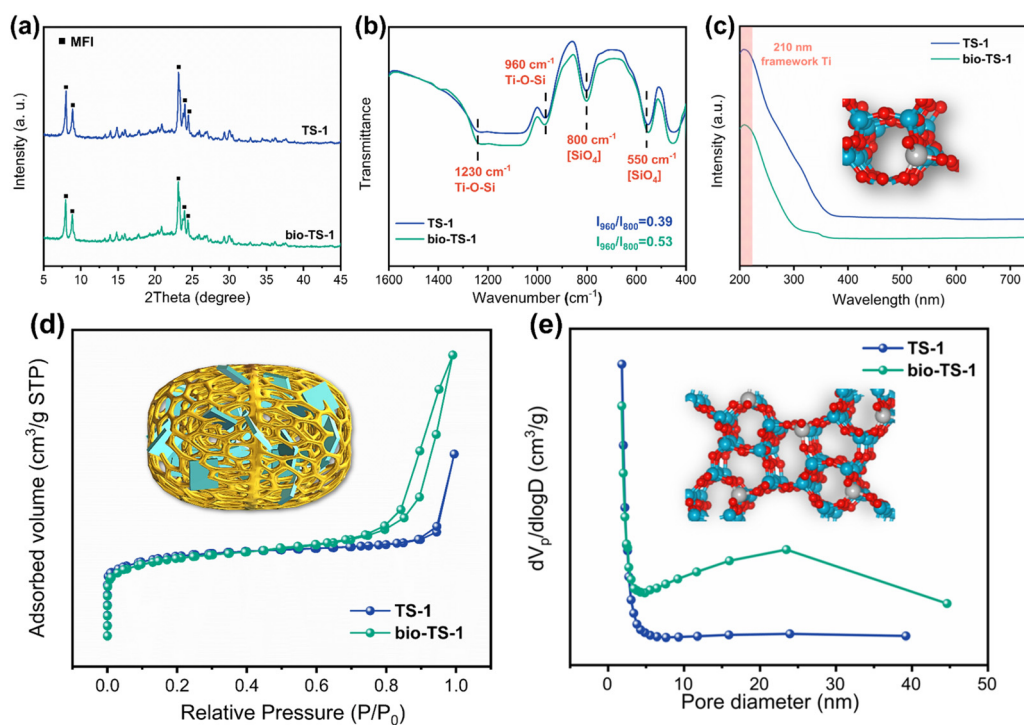 (a)
■ MFI
TS-1
bio-TS-1
Intensity (a. u.)
5 10 15 20 25 30 35 40 45
2Theta (degree)
(b)
960 cm⁻¹
Ti-O-Si
1230 cm⁻¹
Ti-O-Si
800 cm⁻¹
[SiO₄]
550 cm⁻¹
[SiO₄]
TS-1
bio-TS-1
I₉₆₀/I₈₀₀=0.39
I₉₆₀/I₈₀₀=0.53
Transmittance
1600 1400 1200 1000 800 600 400
Wavenumber (cm⁻¹)
(c)
210 nm
framework Ti
TS-1
bio-TS-1
Intensity (a.u.)
200 300 400 500 600 700
Wavelength (nm)
(d)
TS-1
bio-TS-1
Adsorbed volume (cm³/g STP)
0.0 0.2 0.4 0.6 0.8 1.0
Relative Pressure (P/P₀)
(e)
TS-1
bio-TS-1
dVₚ/dlogD (cm³/g)
0 10 20 30 40 50
Pore diameter (nm)